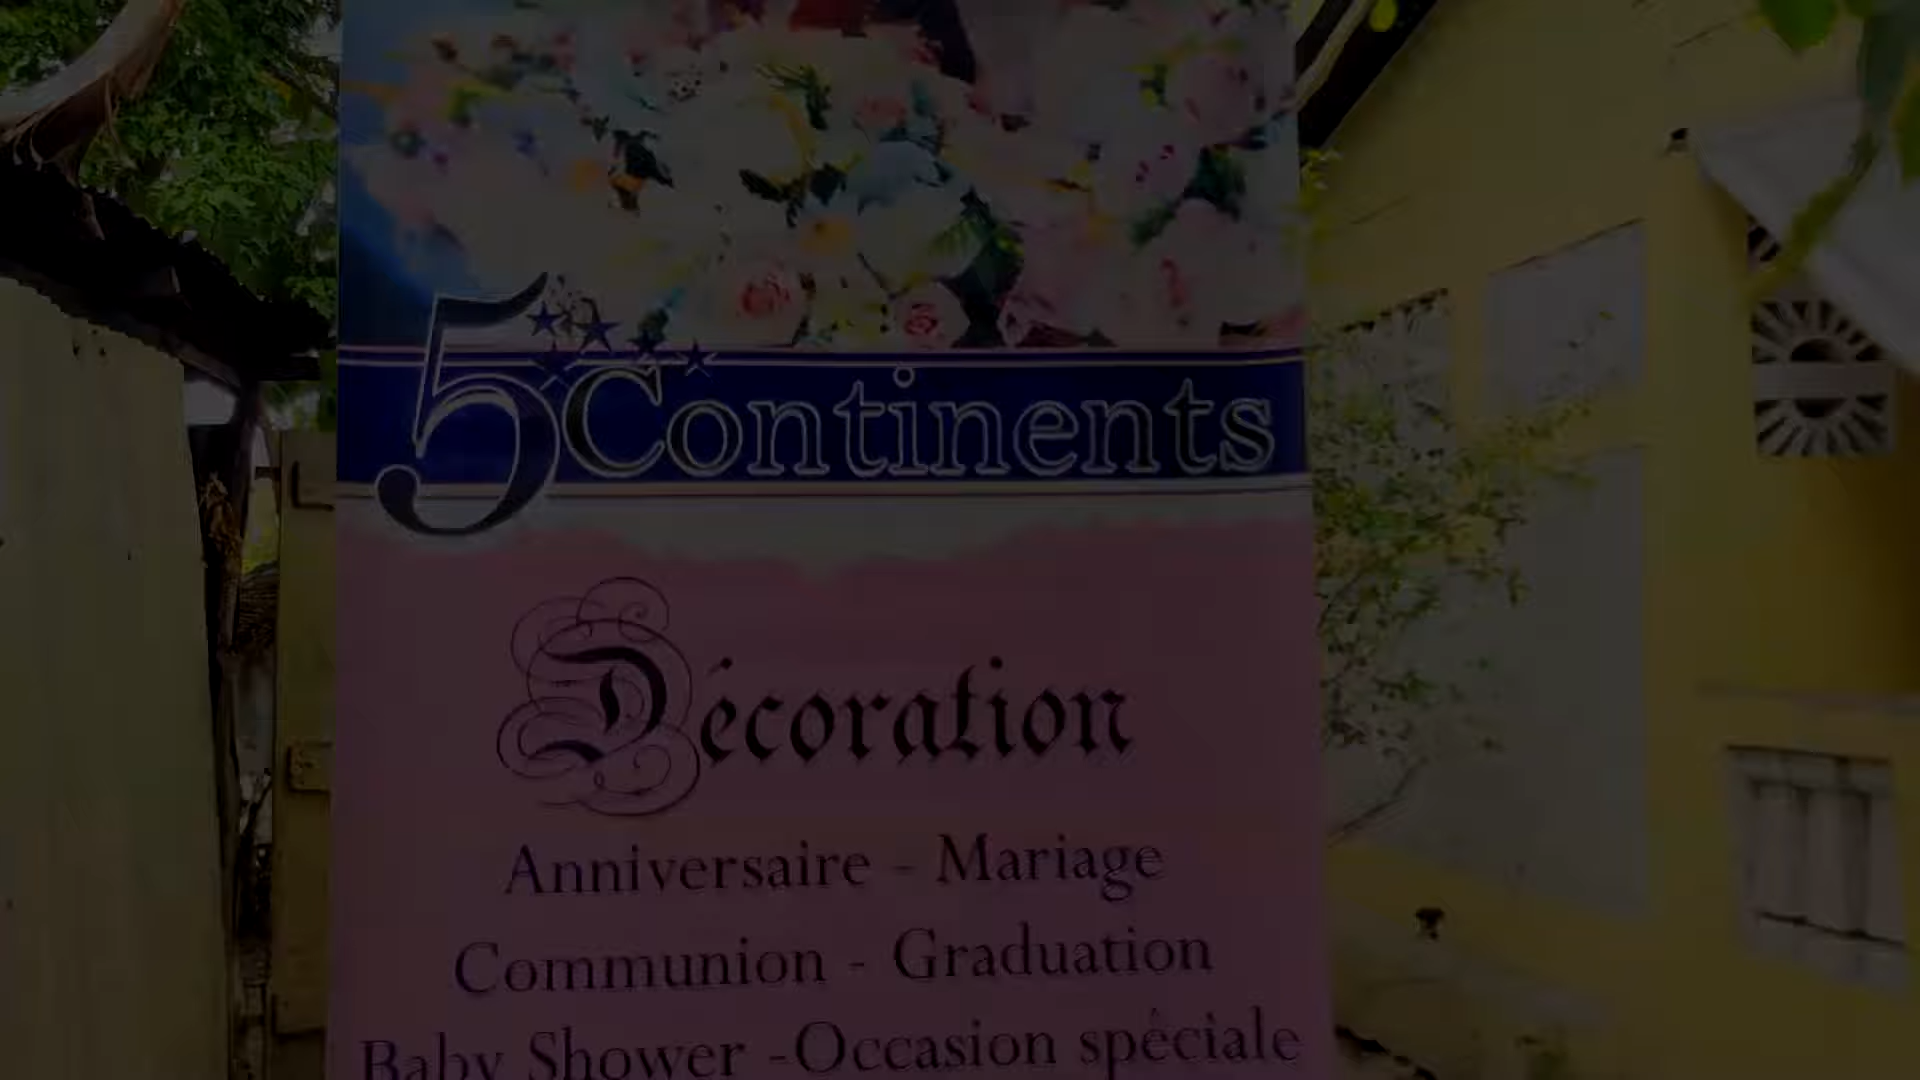 5 Continents
Décoration
Anniversaire - Mariage
Communion - Graduation
Baby Shower -Occasion spéciale